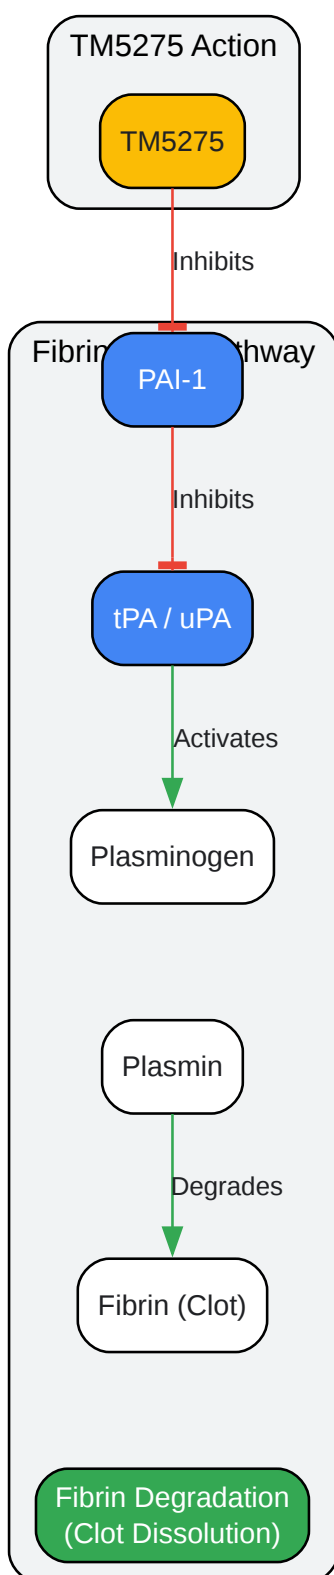 TM5275 Action
TM5275
Inhibits
Fibrin thway
PAI-1
Inhibits
tPA / uPA
Activates
Plasminogen
Plasmin
Degrades
Fibrin (Clot)
Fibrin Degradation
(Clot Dissolution)